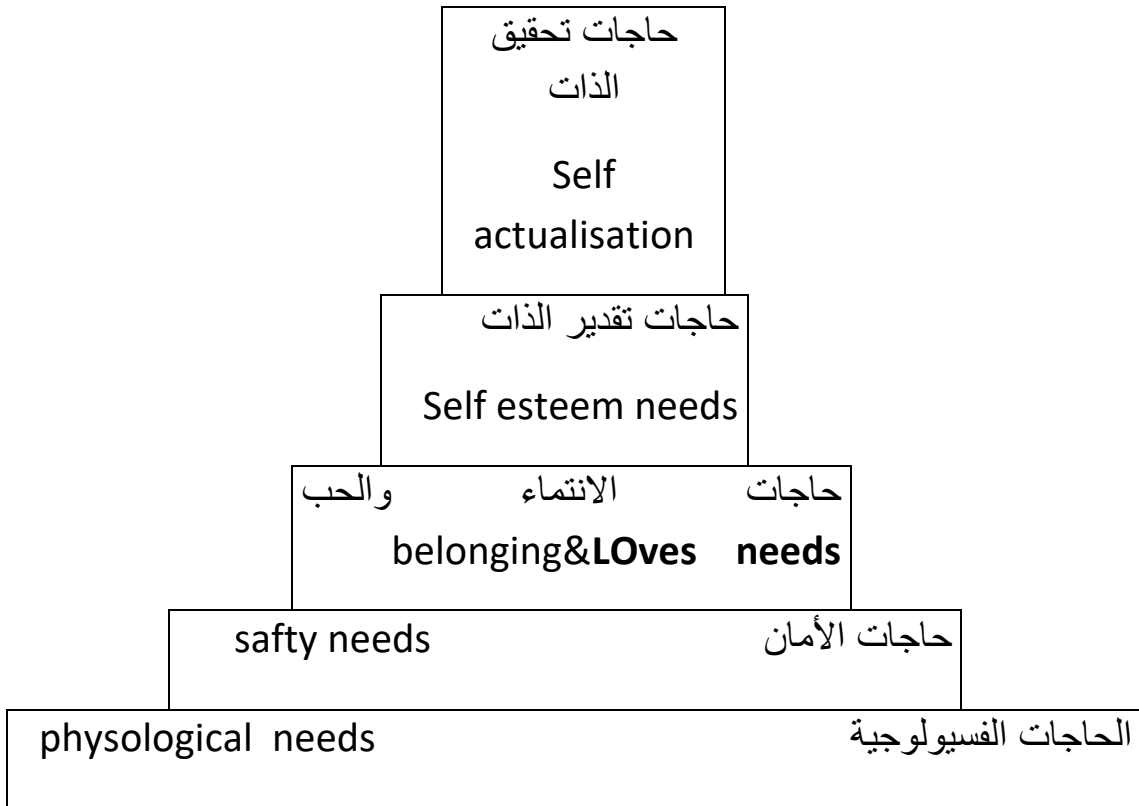 حاجات تحقيق
الذات
Self
actualisation
حاجات تقدير الذات
Self esteem needs
حاجات الانتماء والحب
belonging&LOves needs
حاجات الأمان safty needs
الحاجات الفسيولوجية physological needs